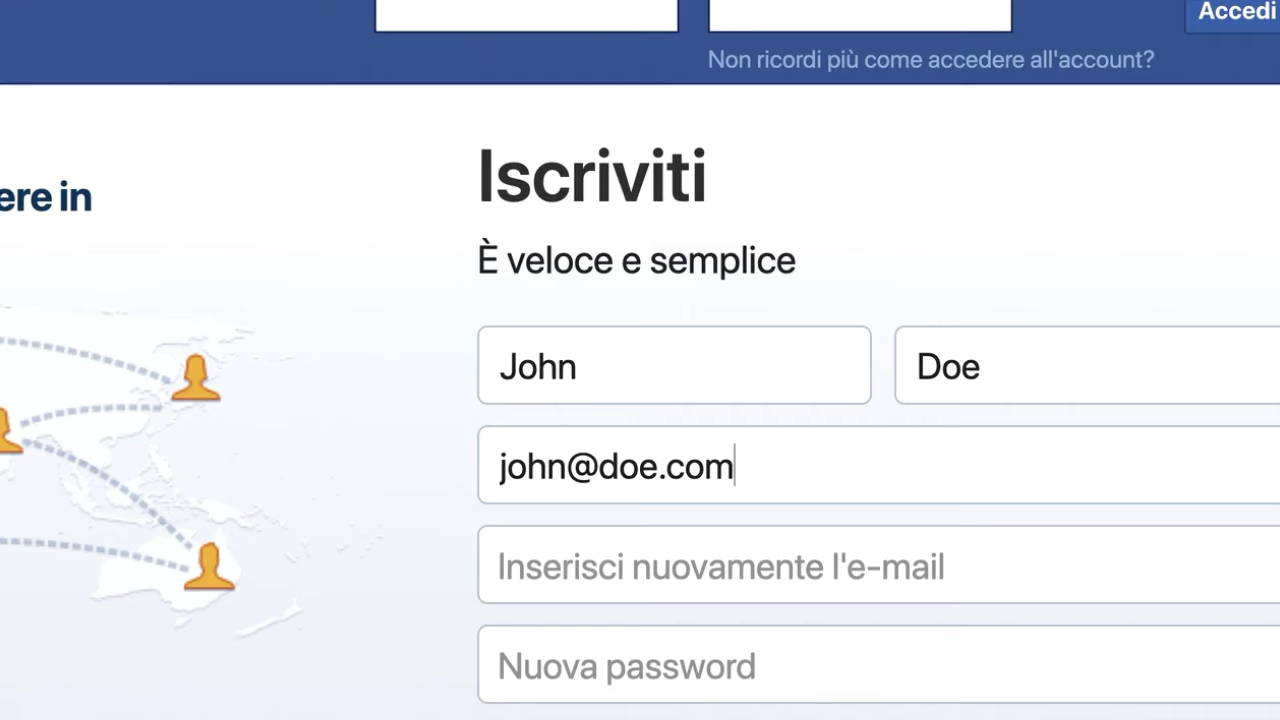 Accedi
Non ricordi più come accedere all'account?
Iscriviti
ere in
È veloce e semplice
John Doe
john@doe.com
Inserisci nuovamente l'e-mail
Nuova password